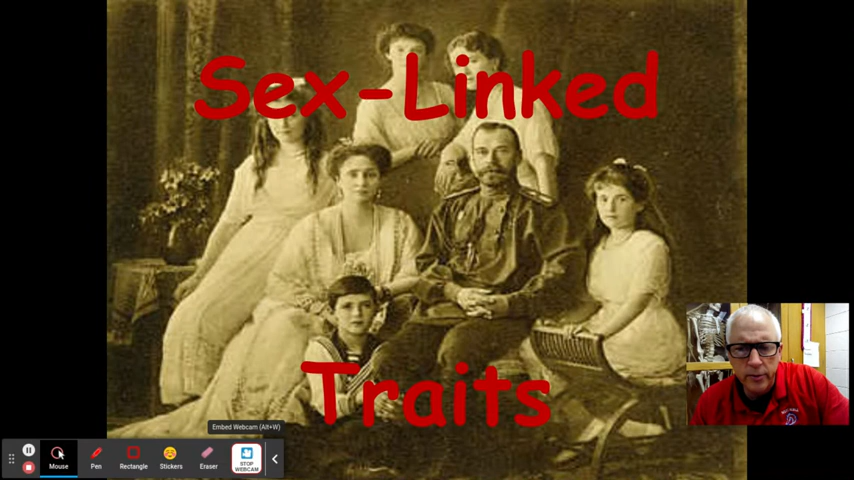 Sex-Linked
Traits
Embed Webcam (Alt+W)
Mouse
Pen
Rectangle
Stickers
Eraser
STOP
WEBCAM